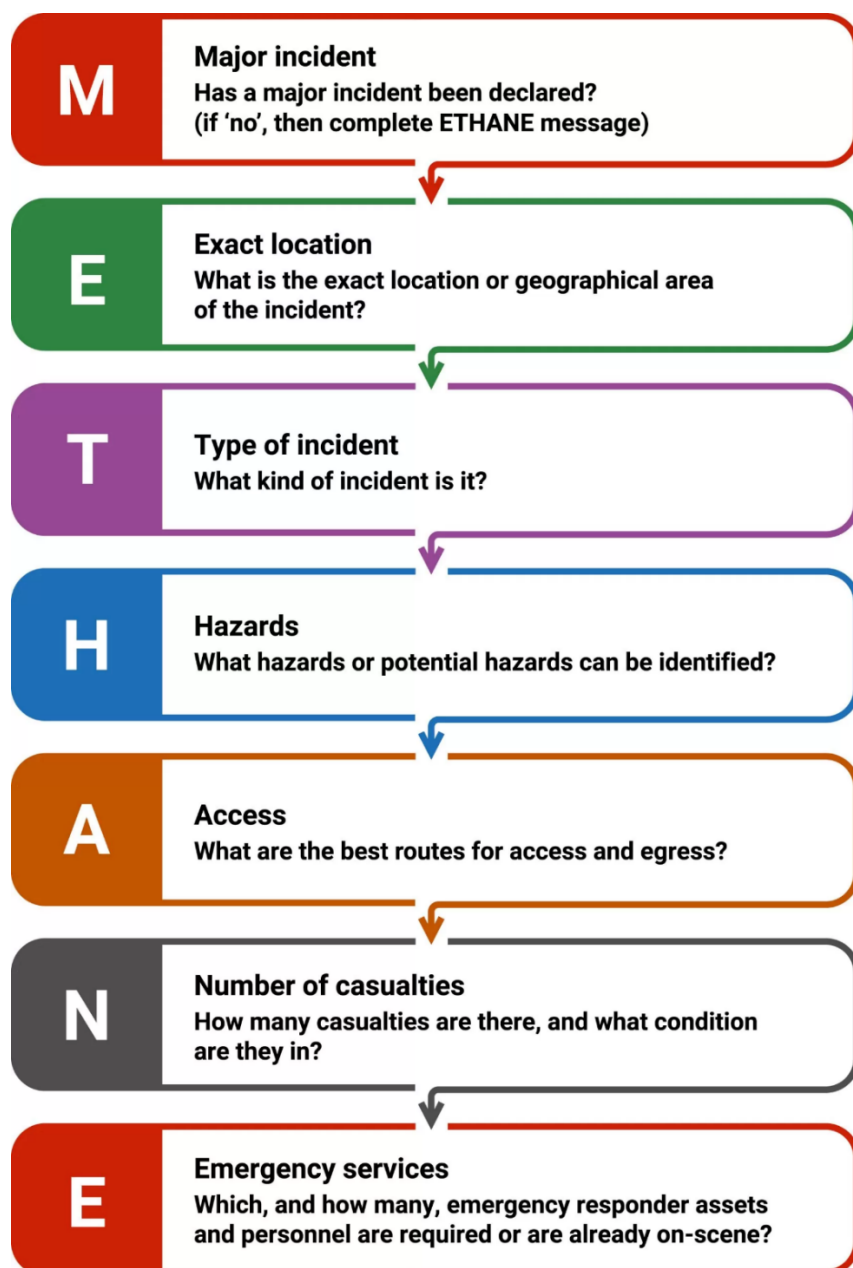 M
Major incident
Has a major incident been declared?
(if ‘no’, then complete ETHANE message)
E
Exact location
What is the exact location or geographical area
of the incident?
T
Type of incident
What kind of incident is it?
H
Hazards
What hazards or potential hazards can be identified?
A
Access
What are the best routes for access and egress?
N
Number of casualties
How many casualties are there, and what condition
are they in?
E
Emergency services
Which, and how many, emergency responder assets
and personnel are required or are already on-scene?